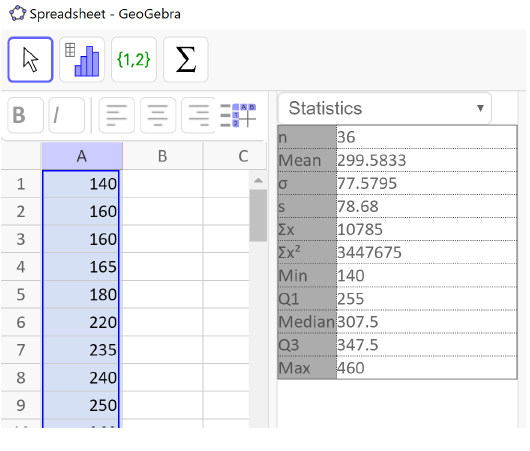 Spreadsheet - GeoGebra
{1,2}
Σ
B I
Statistics
A B C
1 140
2 160
3 160
4 165
5 180
6 220
7 235
8 240
9 250
n 36
Mean 299.5833
σ 77.5795
s 78.68
Σx 10785
Σx² 3447675
Min 140
Q1 255
Median 307.5
Q3 347.5
Max 460